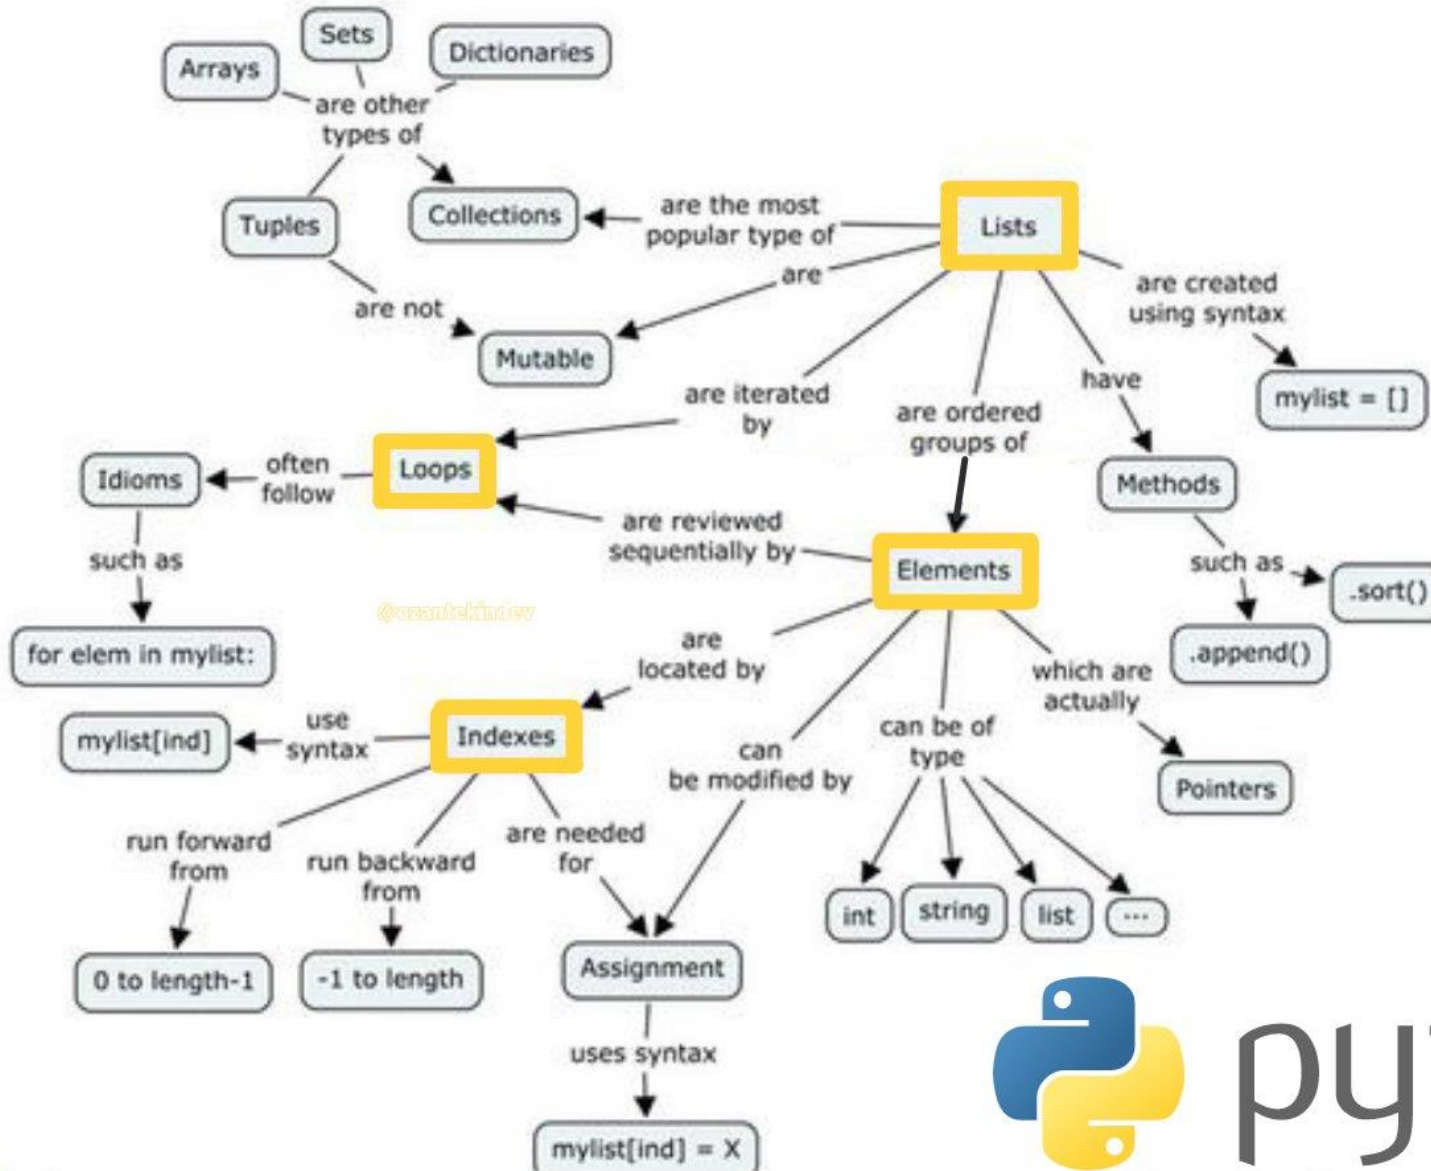 Sets
Dictionaries
Arrays
are other
types of
Tuples
Collections
are the most
popular type of
Lists
are
are not
Mutable
are created
using syntax
mylist = []
have
are iterated
by
are ordered
groups of
Methods
Loops
often
follow
Idioms
such as
for elem in mylist:
are reviewed
sequentially by
Elements
such as
.sort()
.append()
@ozantekindev
are
located by
which are
actually
Pointers
Indexes
use
syntax
mylist[ind]
can
be modified by
can be of
type
run forward
from
run backward
from
are needed
for
int
string
list
...
0 to length-1
-1 to length
Assignment
uses syntax
mylist[ind] = X
py